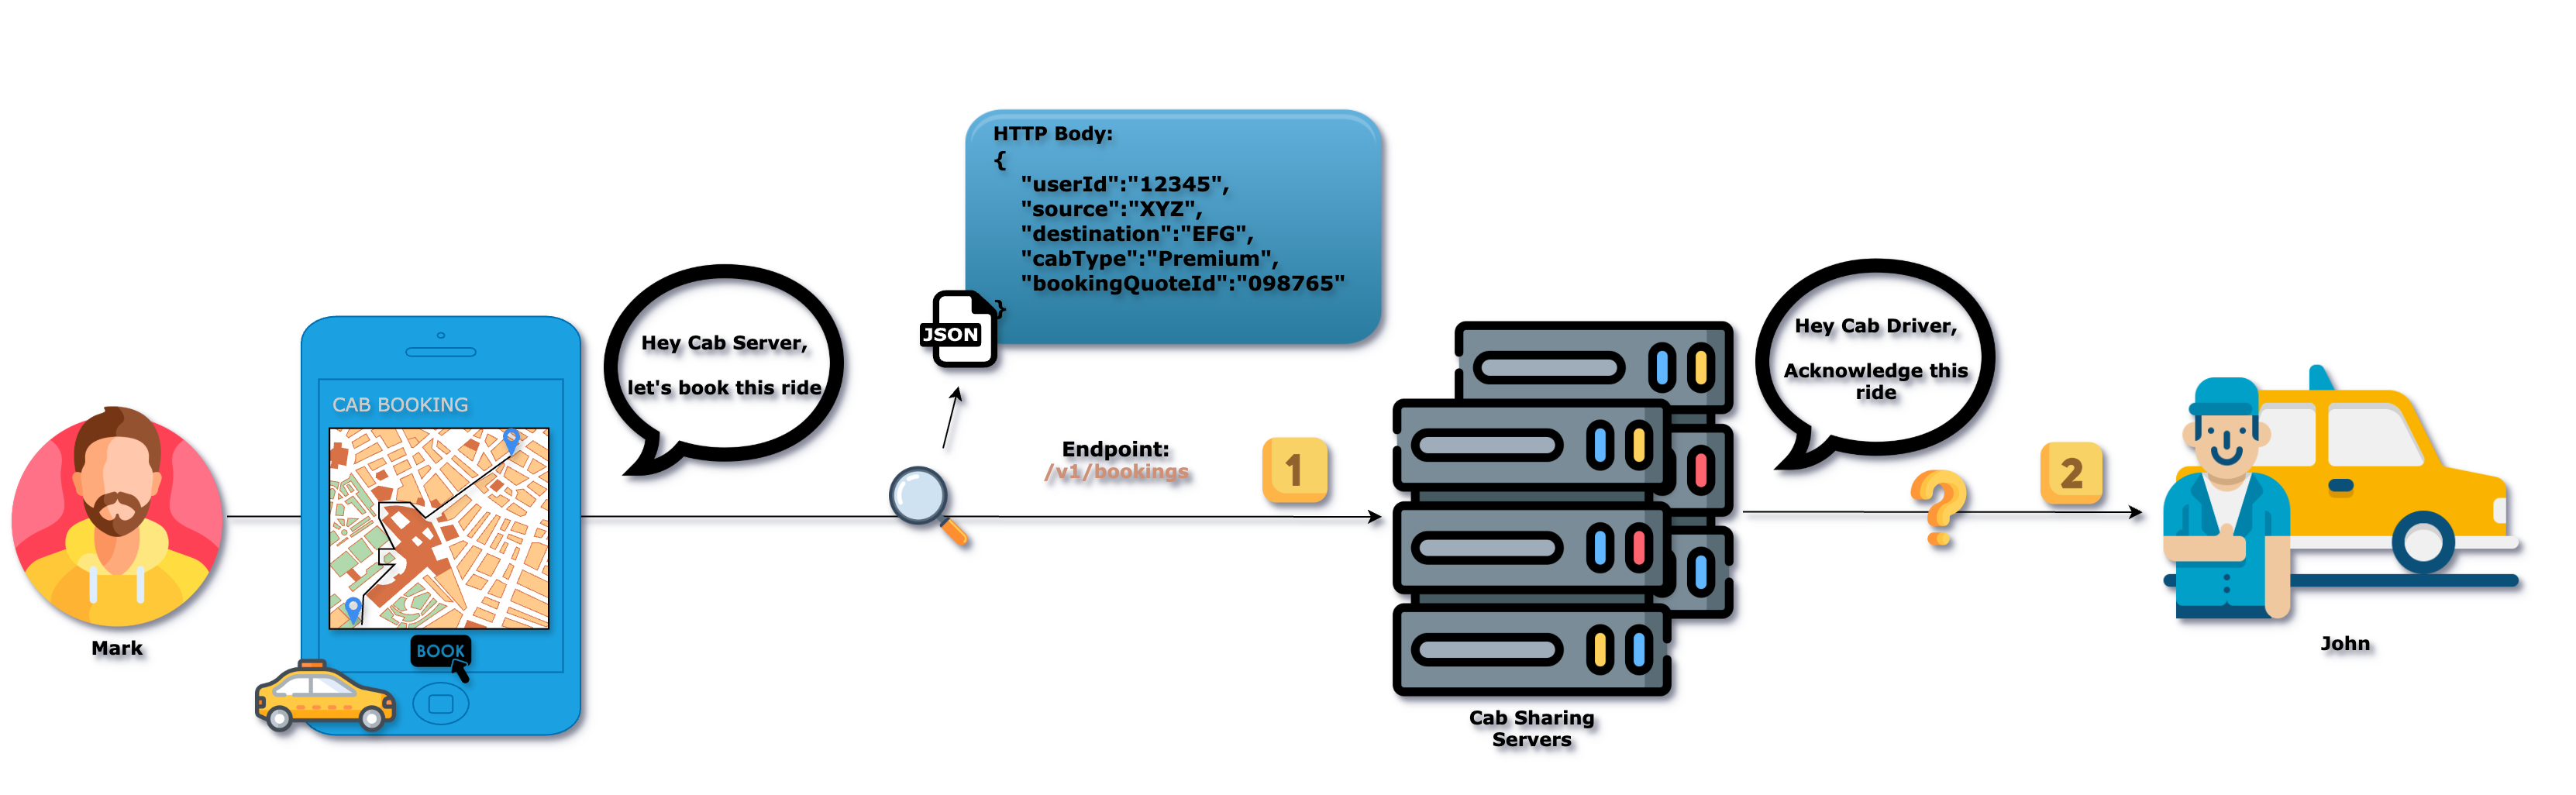 HTTP Body:
{
"userId":"12345",
"source":"XYZ",
"destination":"EFG",
"cabType":"Premium",
"bookingQuoteId":"098765"
}
JSON
Hey Cab Server,
let's book this ride
Hey Cab Driver,
Acknowledge this
ride
CAB BOOKING
Endpoint:
/v1/bookings
1
?
2
BOOK
Mark
John
Cab Sharing
Servers